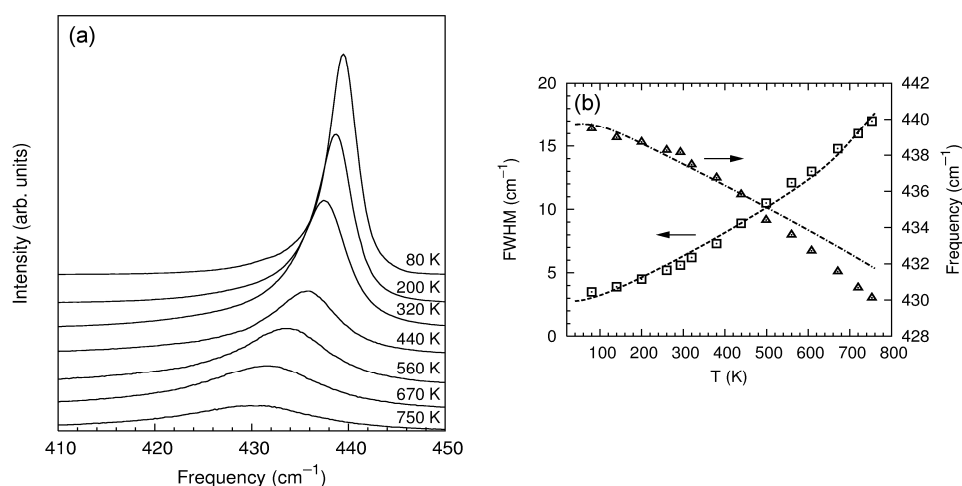 (a)
Intensity (arb. units)
80 K
200 K
320 K
440 K
560 K
670 K
750 K
410 420 430 440 450
Frequency (cm⁻¹)
(b)
FWHM (cm⁻¹)
20
15
10
5
0
442
440
438
436
434
432
430
428
Frequency (cm⁻¹)
100 200 300 400 500 600 700 800
T (K)